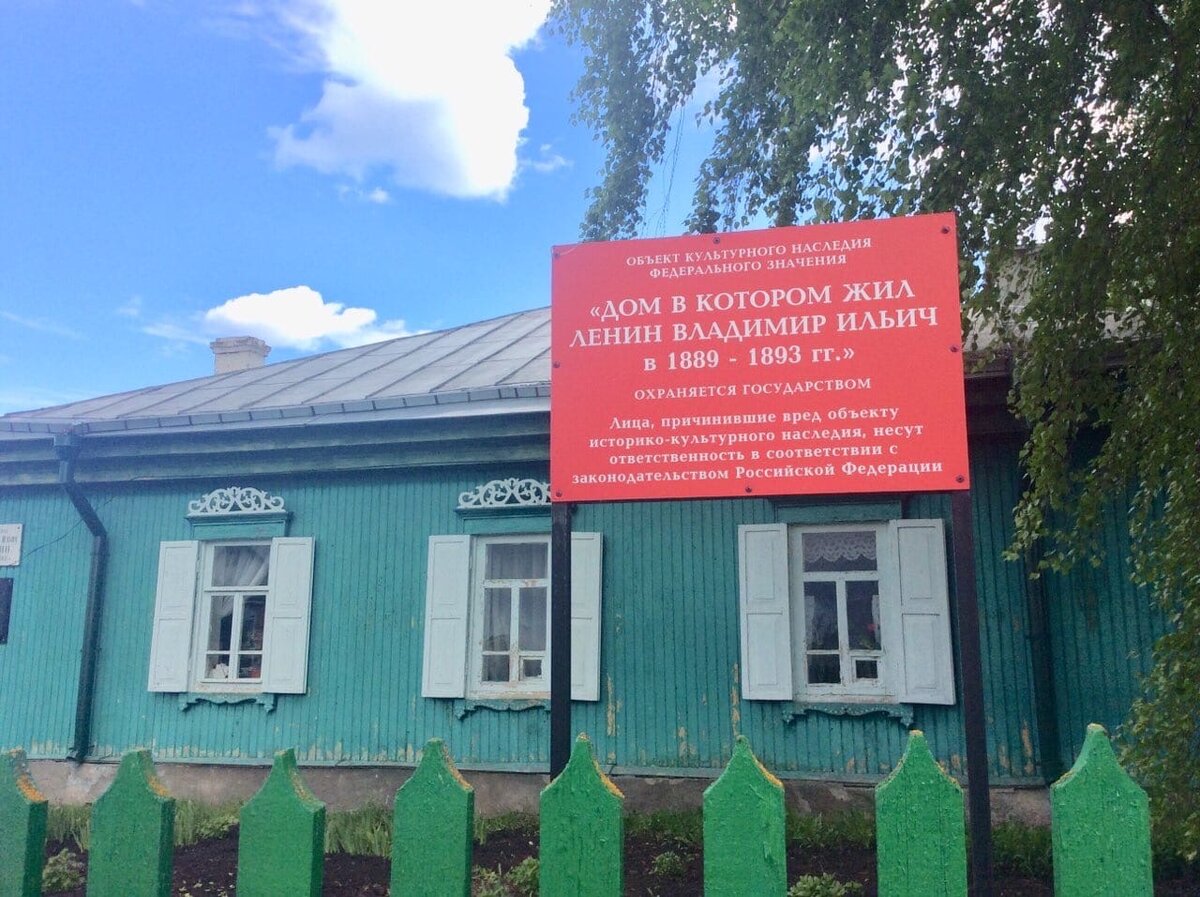 ОБЪЕКТ КУЛЬТУРНОГО НАСЛЕДИЯ
ФЕДЕРАЛЬНОГО ЗНАЧЕНИЯ
«ДОМ В КОТОРОМ ЖИЛ
ЛЕНИН ВЛАДИМИР ИЛЬИЧ
в 1889 - 1893 гг.»
ОХРАНЯЕТСЯ ГОСУДАРСТВОМ
Лица, причинившие вред объекту
историко-культурного наследия, несут
ответственность в соответствии с
законодательством Российской Федерации